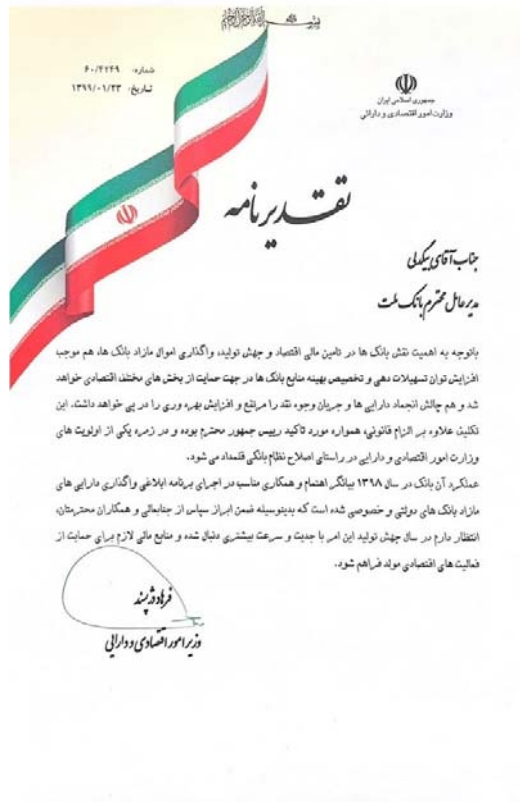 شماره: ۶۰/۴۲۴۹
تاریخ: ۱۳۹۹/۰۱/۲۳
جمهوری اسلامی ایران
وزارت امور اقتصادی و دارائی
تقدیرنامه
جناب آقای بیگدلی
مدیرعامل محترم بانک ملت
باتوجه به اهمیت نقش بانک ها در تامین مالی اقتصاد و جهش تولید، واگذاری اموال مازاد بانک ها، هم موجب
افزایش توان تسهیلات دهی و تخصیص بهینه منابع بانک ها در جهت حمایت از بخش های مختلف اقتصادی خواهد
شد و هم چالش انجماد دارایی ها و جریان وجوه نقد را مرتفع و افزایش بهره وری را در پی خواهد داشت. این
تکلیف علاوه بر الزام قانونی، همواره مورد تاکید رییس جمهور محترم بوده و در زمره یکی از اولویت های
وزارت امور اقتصادی و دارایی در راستای اصلاح نظام بانکی قلمداد می شود.
عملکرد آن بانک در سال ۱۳۹۸ بیانگر اهتمام و همکاری مناسب در اجرای برنامه ابلاغی واگذاری دارایی های
مازاد بانک های دولتی و خصوصی شده است که بدینوسیله ضمن ابراز سپاس از جنابعالی و همکاران محترمتان،
انتظار دارم در سال جهش تولید این امر با جدیت و سرعت بیشتری دنبال شده و منابع مالی لازم برای حمایت از
فعالیت های اقتصادی مولد فراهم شود.
فرهاد دژپسند
وزیر امور اقتصادی و دارایی